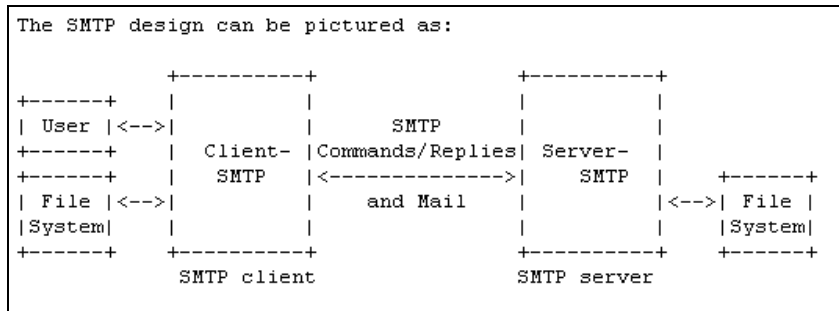 The SMTP design can be pictured as:
+----------+ +----------+
+------+ | | | |
| User |<-->| | SMTP | |
+------+ | Client- |Commands/Replies| Server- |
+------+ | SMTP |<-------------->| SMTP | +------+
| File |<-->| | and Mail | |<-->| File |
|System| | | | | |System|
+------+ +----------+ +----------+ +------+
SMTP client SMTP server